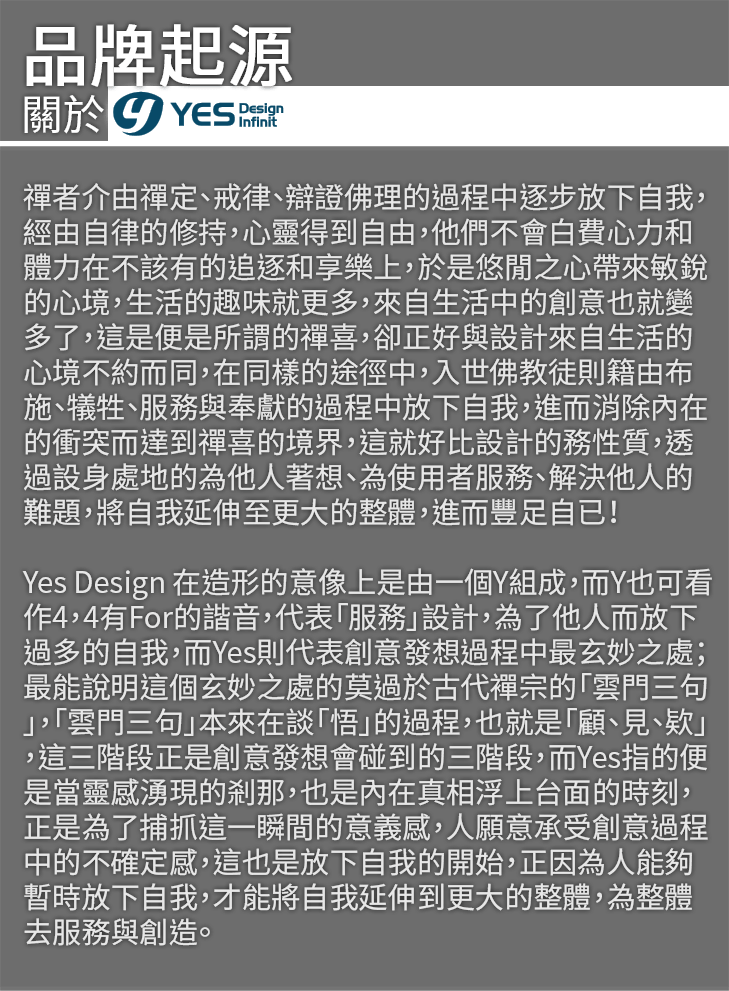 品牌起源
關於 YES Design Infinit
禪者介由禪定、戒律、辯證佛理的過程中逐步放下自我，
經由自律的修持，心靈得到自由，他們不會白費心力和
體力在不該有的追逐和享樂上，於是悠閒之心帶來敏銳
的心境，生活的趣味就更多，來自生活中的創意也就變
多了，這是便是所謂的禪喜，卻正好與設計來自生活的
心境不約而同，在同樣的途徑中，入世佛教徒則籍由布
施、犧牲、服務與奉獻的過程中放下自我，進而消除內在
的衝突而達到禪喜的境界，這就好比設計的務性質，透
過設身處地的為他人著想、為使用者服務、解決他人的
難題，將自我延伸至更大的整體，進而豐足自已！
Yes Design 在造形的意像上是由一個Y組成，而Y也可看
作4，4有For的諧音，代表「服務」設計，為了他人而放下
過多的自我，而Yes則代表創意發想過程中最玄妙之處；
最能說明這個玄妙之處的莫過於古代禪宗的「雲門三句
」，「雲門三句」本來在談「悟」的過程，也就是「顧、見、欸」
，這三階段正是創意發想會碰到的三階段，而Yes指的便
是當靈感湧現的剎那，也是內在真相浮上台面的時刻，
正是為了捕抓這一瞬間的意義感，人願意承受創意過程
中的不確定感，這也是放下自我的開始，正因為人能夠
暫時放下自我，才能將自我延伸到更大的整體，為整體
去服務與創造。